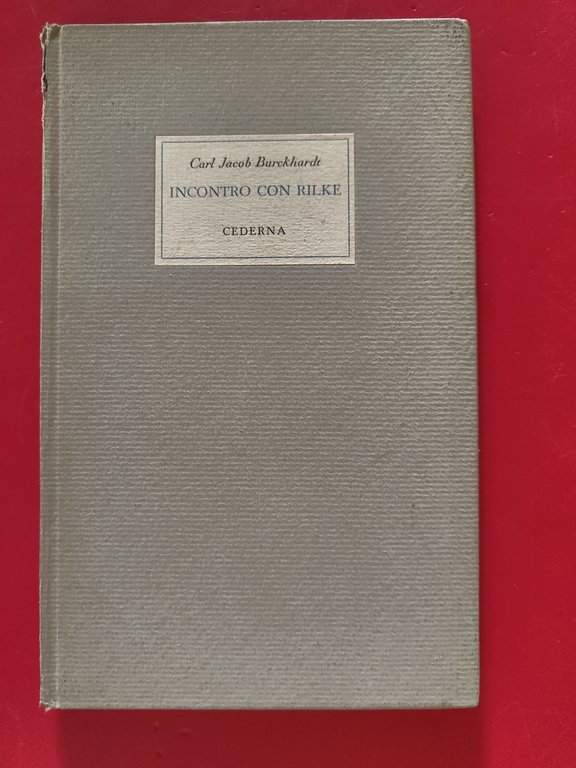 Carl Jacob Burckhardt
INCONTRO CON RILKE
CEDERNA